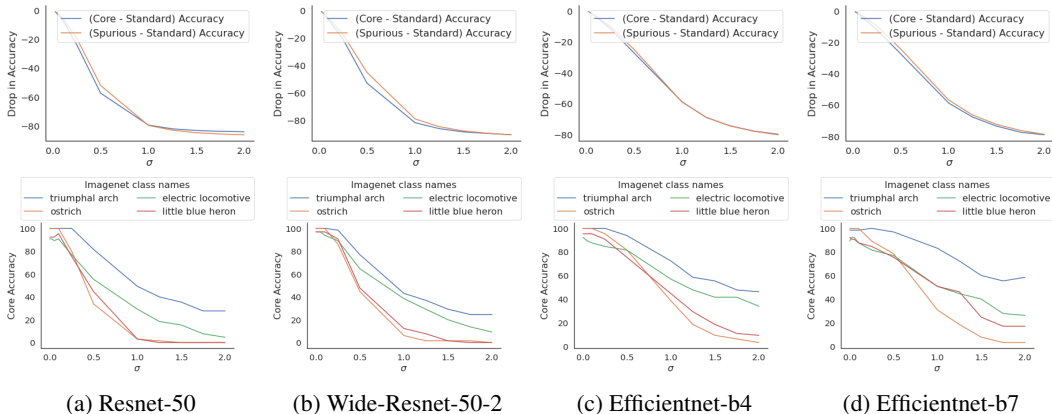 (Core - Standard) Accuracy
(Spurious - Standard) Accuracy
Drop in Accuracy
0
−20
−40
−60
−80
0.0 0.5 1.0 1.5 2.0
σ
(Core - Standard) Accuracy
(Spurious - Standard) Accuracy
Drop in Accuracy
0
−20
−40
−60
−80
0.0 0.5 1.0 1.5 2.0
σ
(Core - Standard) Accuracy
(Spurious - Standard) Accuracy
Drop in Accuracy
0
−20
−40
−60
−80
0.0 0.5 1.0 1.5 2.0
σ
(Core - Standard) Accuracy
(Spurious - Standard) Accuracy
Drop in Accuracy
0
−20
−40
−60
−80
0.0 0.5 1.0 1.5 2.0
σ
Imagenet class names
triumphal arch electric locomotive
ostrich little blue heron
Core Accuracy
100
80
60
40
20
0
0.0 0.5 1.0 1.5 2.0
σ
Imagenet class names
triumphal arch electric locomotive
ostrich little blue heron
Core Accuracy
100
80
60
40
20
0
0.0 0.5 1.0 1.5 2.0
σ
Imagenet class names
triumphal arch electric locomotive
ostrich little blue heron
Core Accuracy
100
80
60
40
20
0
0.0 0.5 1.0 1.5 2.0
σ
Imagenet class names
triumphal arch electric locomotive
ostrich little blue heron
Core Accuracy
100
80
60
40
20
0
0.0 0.5 1.0 1.5 2.0
σ
(a) Resnet-50
(b) Wide-Resnet-50-2
(c) Efficientnet-b4
(d) Efficientnet-b7